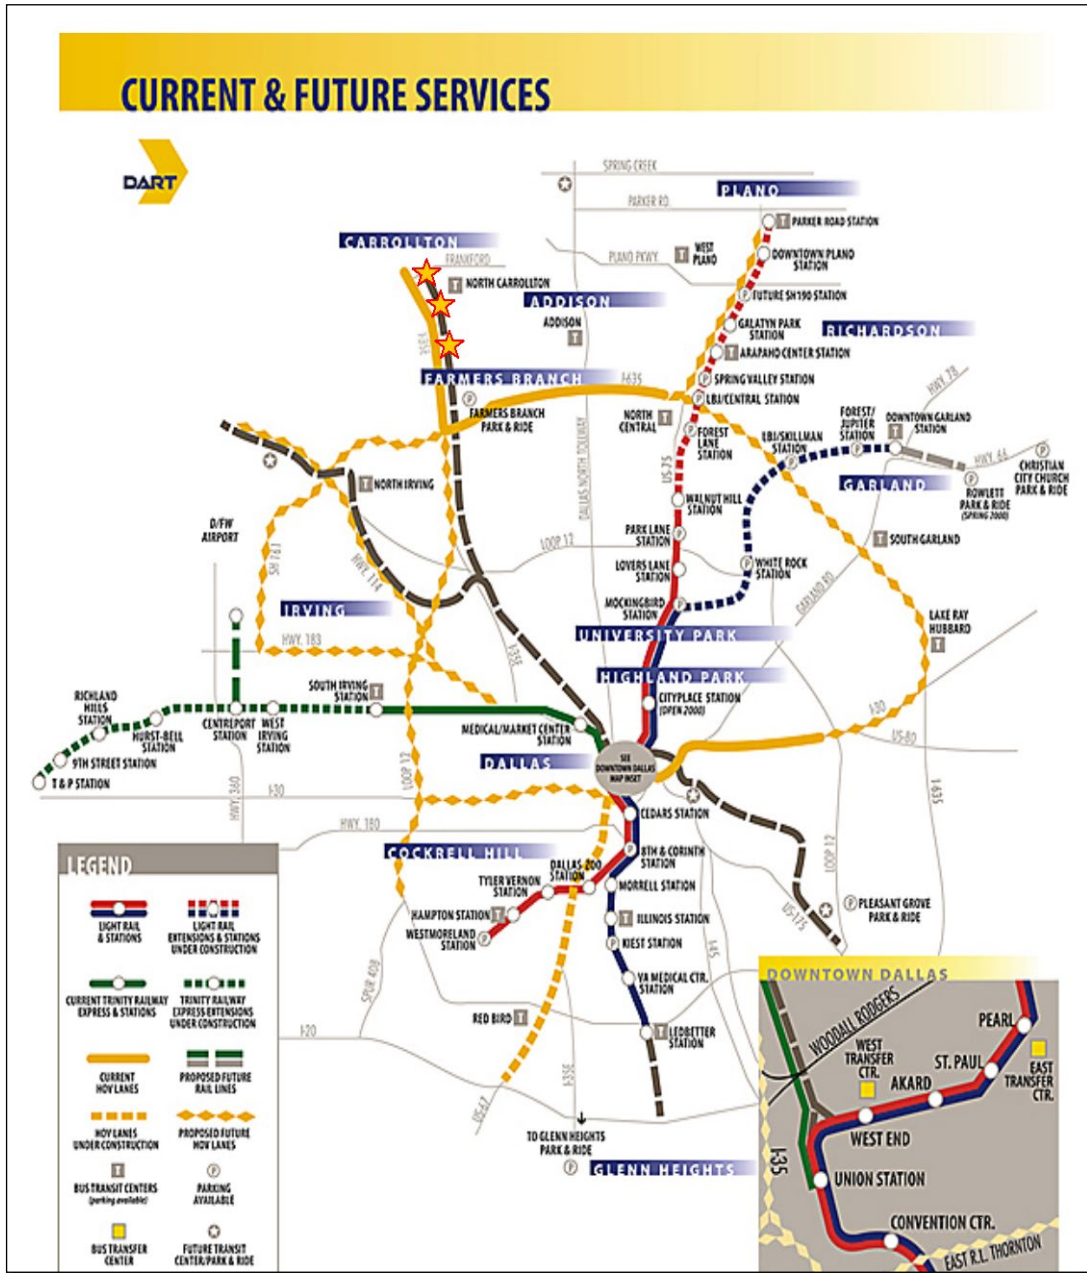 CURRENT & FUTURE SERVICES
DART
SPRING CREEK
PLANO
PARKER RD.
PARKER ROAD STATION
CARROLLTON
FRANKFORD
WEST
PLANO
PLANO PKWY.
DOWNTOWN PLANO
STATION
NORTH CARROLLTON
ADDISON
FUTURE SH190 STATION
ADDISON
GALATYN PARK
STATION
RICHARDSON
I-35E
ARAPAHO CENTER STATION
FARMERS BRANCH
I-635
SPRING VALLEY STATION
HWY. 78
FARMERS BRANCH
PARK & RIDE
LBJ/CENTRAL STATION
NORTH
CENTRAL
FOREST
LANE
STATION
LBJ/SKILLMAN
STATION
FOREST/
JUPITER
STATION
DOWNTOWN GARLAND
STATION
DALLAS NORTH TOLLWAY
US-75
HWY. 66
CHRISTIAN
CITY CHURCH
PARK & RIDE
GARLAND
ROWLETT
PARK & RIDE
(SPRING 2000)
NORTH IRVING
WALNUT HILL
STATION
D/FW
AIRPORT
PARK LANE
STATION
LOOP 12
SOUTH GARLAND
SH 161
HWY. 114
LOVERS LANE
STATION
WHITE ROCK
STATION
GARLAND RD
IRVING
MOCKINGBIRD
STATION
LAKE RAY
HUBBARD
HWY. 183
UNIVERSITY PARK
I-35E
HIGHLAND PARK
SOUTH IRVING
STATION
CITYPLACE STATION
(OPEN 2000)
RICHLAND
HILLS
STATION
HURST-BELL
STATION
CENTREPORT
STATION
WEST
IRVING
STATION
MEDICAL/MARKET CENTER
STATION
I-30
US-80
9TH STREET STATION
DALLAS
SEE
DOWNTOWN DALLAS
MAP INSET
T & P STATION
HWY. 360
I-30
LOOP 12
I-635
CEDARS STATION
HWY. 180
COCKRELL HILL
8TH & CORINTH
STATION
LOOP 12
DALLAS ZOO
STATION
TYLER VERNON
STATION
MORRELL STATION
HAMPTON STATION
ILLINOIS STATION
PLEASANT GROVE
PARK & RIDE
WESTMORELAND
STATION
KIEST STATION
I-45
US-175
SPUR 408
VA MEDICAL CTR.
STATION
RED BIRD
LEDBETTER
STATION
I-20
I-35E
US-67
TO GLENN HEIGHTS
PARK & RIDE
GLENN HEIGHTS
LEGEND
LIGHT RAIL
& STATIONS
LIGHT RAIL
EXTENSIONS & STATIONS
UNDER CONSTRUCTION
CURRENT TRINITY RAILWAY
EXPRESS & STATIONS
TRINITY RAILWAY
EXPRESS EXTENSIONS
UNDER CONSTRUCTION
CURRENT
HOV LANES
PROPOSED FUTURE
RAIL LINES
HOV LANES
UNDER CONSTRUCTION
PROPOSED FUTURE
HOV LANES
T
BUS TRANSIT CENTERS
(parking available)
P
PARKING
AVAILABLE
BUS TRANSFER
CENTER
FUTURE TRANSIT
CENTER/PARK & RIDE
DOWNTOWN DALLAS
WOODALL RODGERS
PEARL
WEST
TRANSFER
CTR.
ST. PAUL
EAST
TRANSFER
CTR.
AKARD
WEST END
I-35
UNION STATION
CONVENTION CTR.
EAST R.L. THORNTON